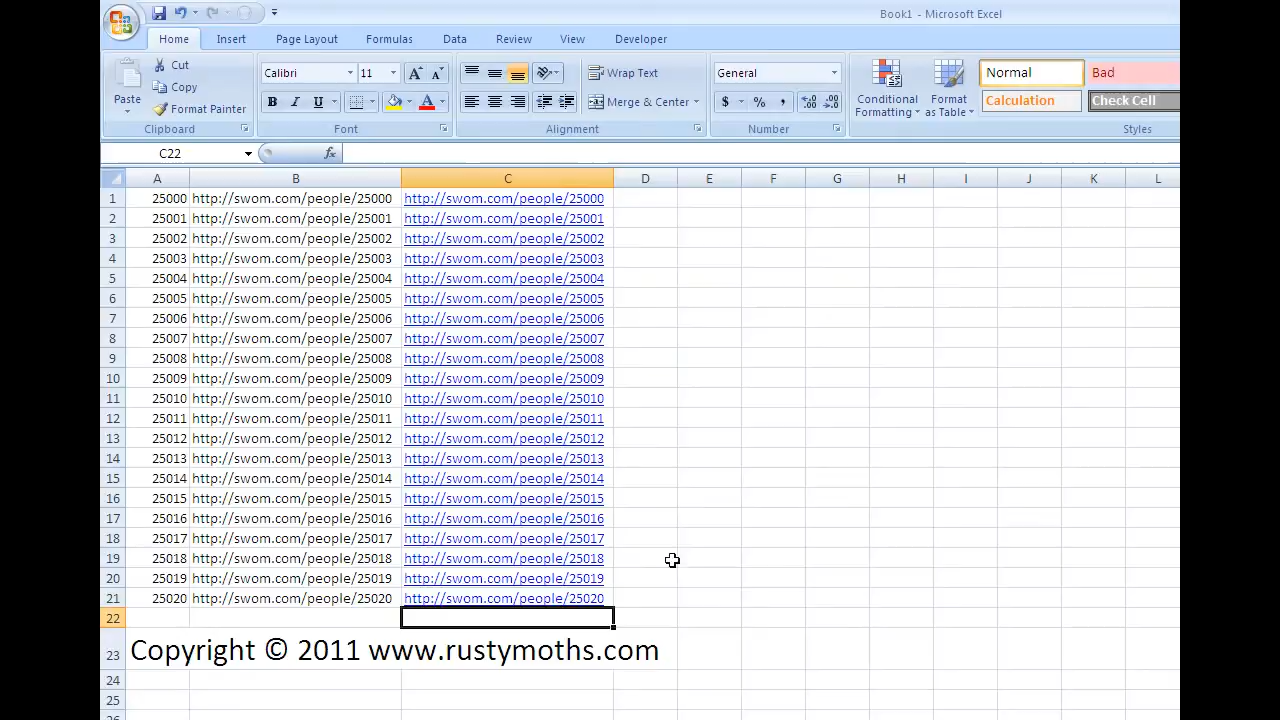 Book1 - Microsoft Excel
Home Insert Page Layout Formulas Data Review View Developer
Paste Cut Copy Format Painter
Calibri 11 A A
B I U A
Wrap Text
Merge & Center
General
$ % , .0 .00 .00 .0
Conditional Formatting Format as Table
Normal Bad
Calculation Check Cell
Clipboard Font Alignment Number Styles
C22 fx
A B C D E F G H I J K L
1 25000 http://swom.com/people/25000 http://swom.com/people/25000
2 25001 http://swom.com/people/25001 http://swom.com/people/25001
3 25002 http://swom.com/people/25002 http://swom.com/people/25002
4 25003 http://swom.com/people/25003 http://swom.com/people/25003
5 25004 http://swom.com/people/25004 http://swom.com/people/25004
6 25005 http://swom.com/people/25005 http://swom.com/people/25005
7 25006 http://swom.com/people/25006 http://swom.com/people/25006
8 25007 http://swom.com/people/25007 http://swom.com/people/25007
9 25008 http://swom.com/people/25008 http://swom.com/people/25008
10 25009 http://swom.com/people/25009 http://swom.com/people/25009
11 25010 http://swom.com/people/25010 http://swom.com/people/25010
12 25011 http://swom.com/people/25011 http://swom.com/people/25011
13 25012 http://swom.com/people/25012 http://swom.com/people/25012
14 25013 http://swom.com/people/25013 http://swom.com/people/25013
15 25014 http://swom.com/people/25014 http://swom.com/people/25014
16 25015 http://swom.com/people/25015 http://swom.com/people/25015
17 25016 http://swom.com/people/25016 http://swom.com/people/25016
18 25017 http://swom.com/people/25017 http://swom.com/people/25017
19 25018 http://swom.com/people/25018 http://swom.com/people/25018
20 25019 http://swom.com/people/25019 http://swom.com/people/25019
21 25020 http://swom.com/people/25020 http://swom.com/people/25020
22
23 Copyright © 2011 www.rustymoths.com
24
25
26